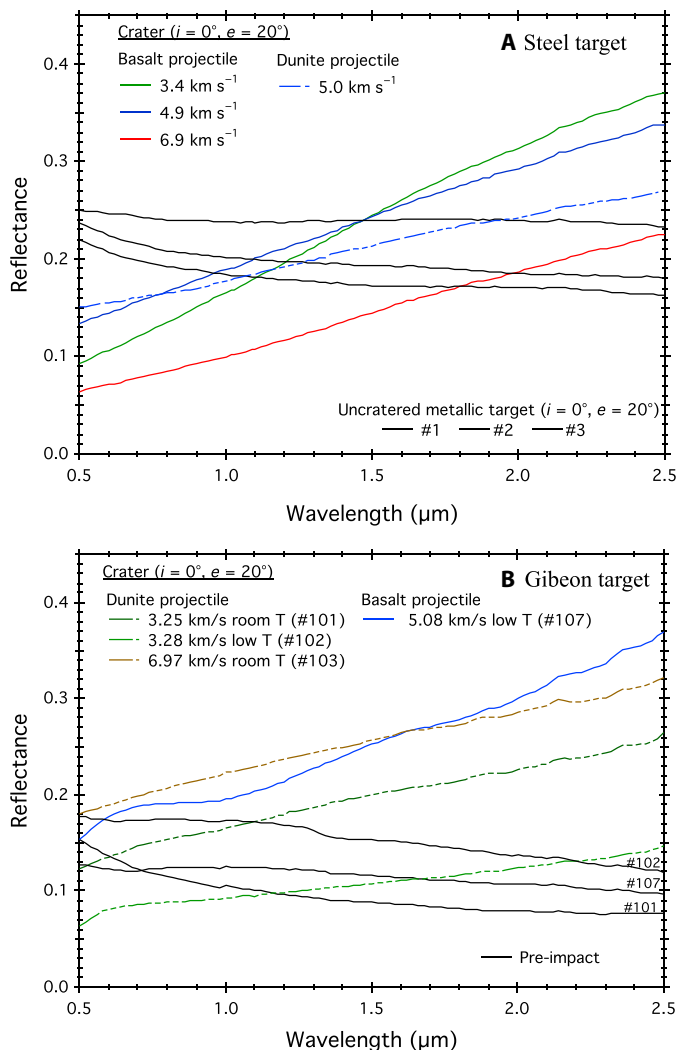 Crater (i = 0°, e = 20°)
A Steel target
Basalt projectile
Dunite projectile
3.4 km s⁻¹
5.0 km s⁻¹
4.9 km s⁻¹
6.9 km s⁻¹
0.4
0.3
0.2
0.1
0.0
Reflectance
Uncratered metallic target (i = 0°, e = 20°)
#1 #2 #3
0.5 1.0 1.5 2.0 2.5
Wavelength (µm)
Crater (i = 0°, e = 20°)
B Gibeon target
Dunite projectile
Basalt projectile
3.25 km/s room T (#101)
5.08 km/s low T (#107)
3.28 km/s low T (#102)
6.97 km/s room T (#103)
0.4
0.3
0.2
0.1
0.0
Reflectance
#102
#107
#101
Pre-impact
0.5 1.0 1.5 2.0 2.5
Wavelength (µm)